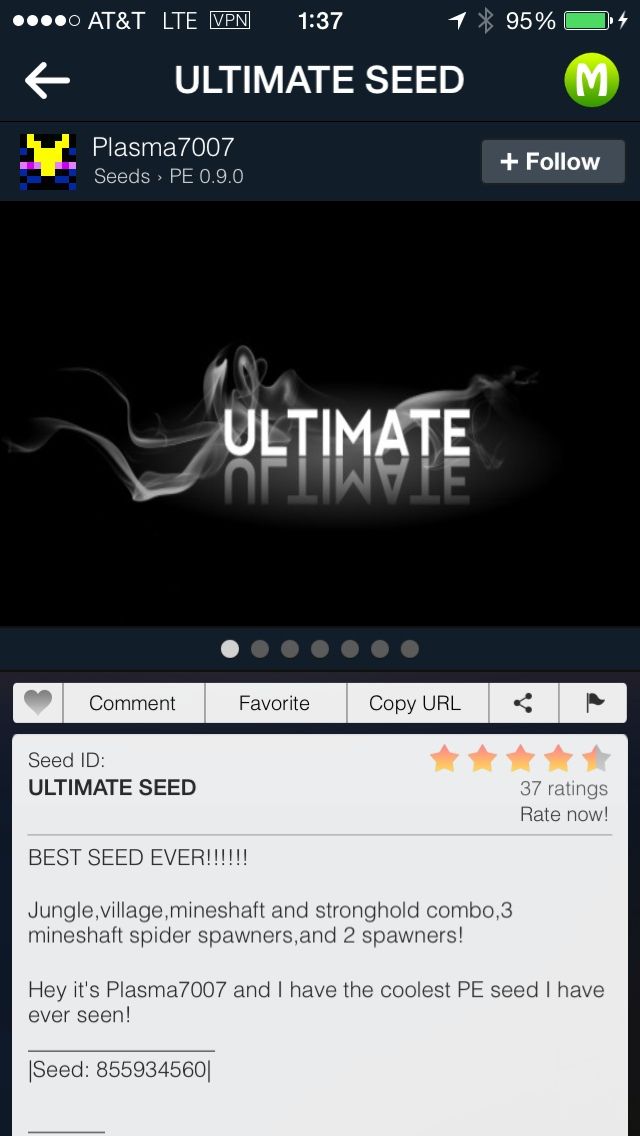 AT&T LTE VPN 1:37 95%
ULTIMATE SEED
M
Plasma7007
Seeds › PE 0.9.0
+ Follow
ULTIMATE
Comment Favorite Copy URL
Seed ID:
ULTIMATE SEED
37 ratings
Rate now!
BEST SEED EVER!!!!!!
Jungle,village,mineshaft and stronghold combo,3
mineshaft spider spawners,and 2 spawners!
Hey it's Plasma7007 and I have the coolest PE seed I have
ever seen!
|Seed: 855934560|